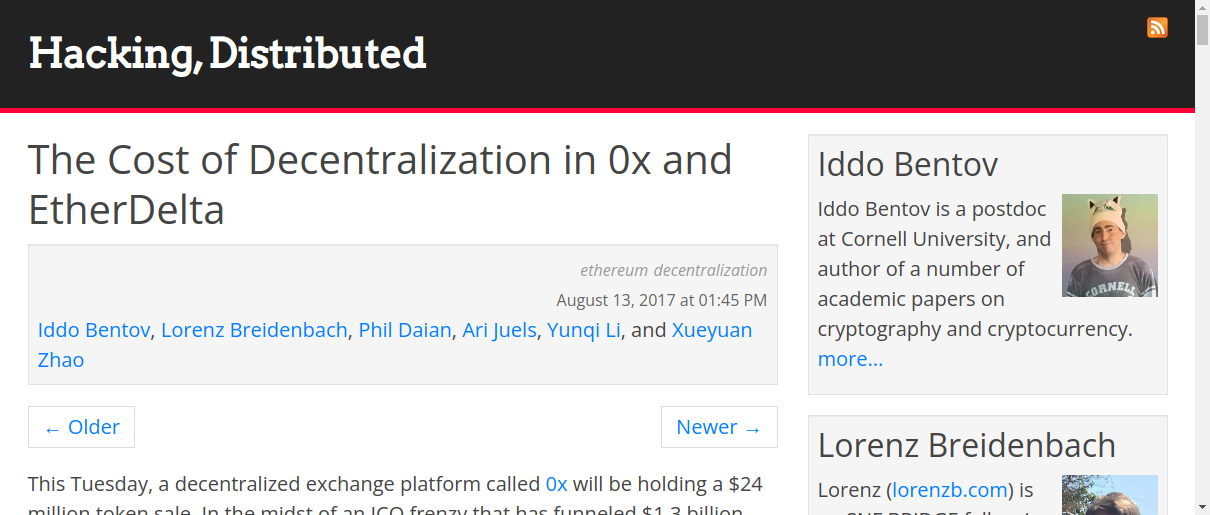 Hacking, Distributed
The Cost of Decentralization in 0x and
EtherDelta
ethereum decentralization
August 13, 2017 at 01:45 PM
Iddo Bentov, Lorenz Breidenbach, Phil Daian, Ari Juels, Yunqi Li, and Xueyuan
Zhao
← Older
Newer →
This Tuesday, a decentralized exchange platform called 0x will be holding a $24
million token sale. In the midst of an ICO frenzy that has funneled $1.3 billion
Iddo Bentov
Iddo Bentov is a postdoc
at Cornell University, and
author of a number of
academic papers on
cryptography and cryptocurrency.
more...
CORNELL
Lorenz Breidenbach
Lorenz (lorenzb.com) is